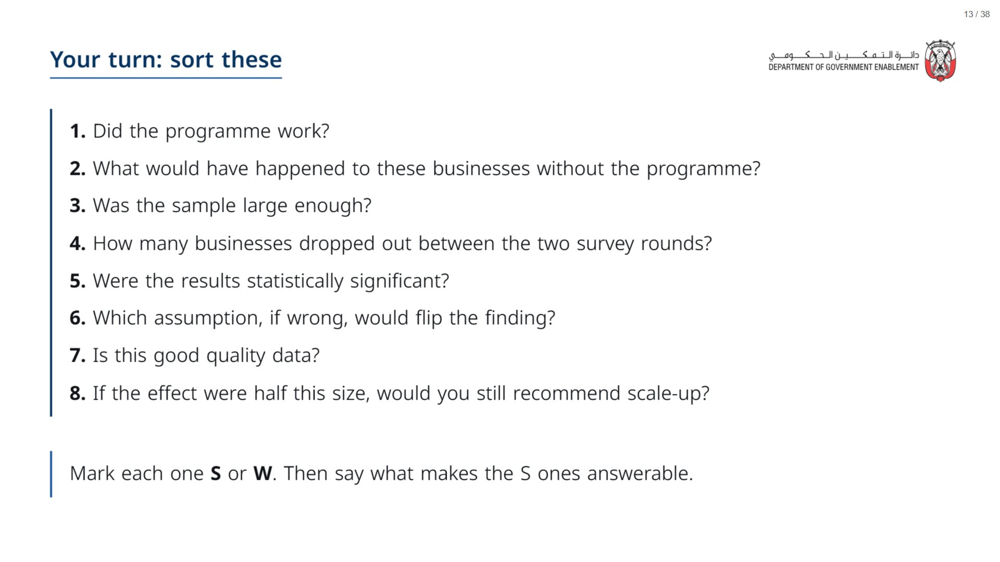 13 / 38
Your turn: sort these
دائـــرة الـتـمـكـــــيـن الـحـكـــــومـــي
DEPARTMENT OF GOVERNMENT ENABLEMENT
1. Did the programme work?
2. What would have happened to these businesses without the programme?
3. Was the sample large enough?
4. How many businesses dropped out between the two survey rounds?
5. Were the results statistically significant?
6. Which assumption, if wrong, would flip the finding?
7. Is this good quality data?
8. If the effect were half this size, would you still recommend scale-up?
Mark each one S or W. Then say what makes the S ones answerable.